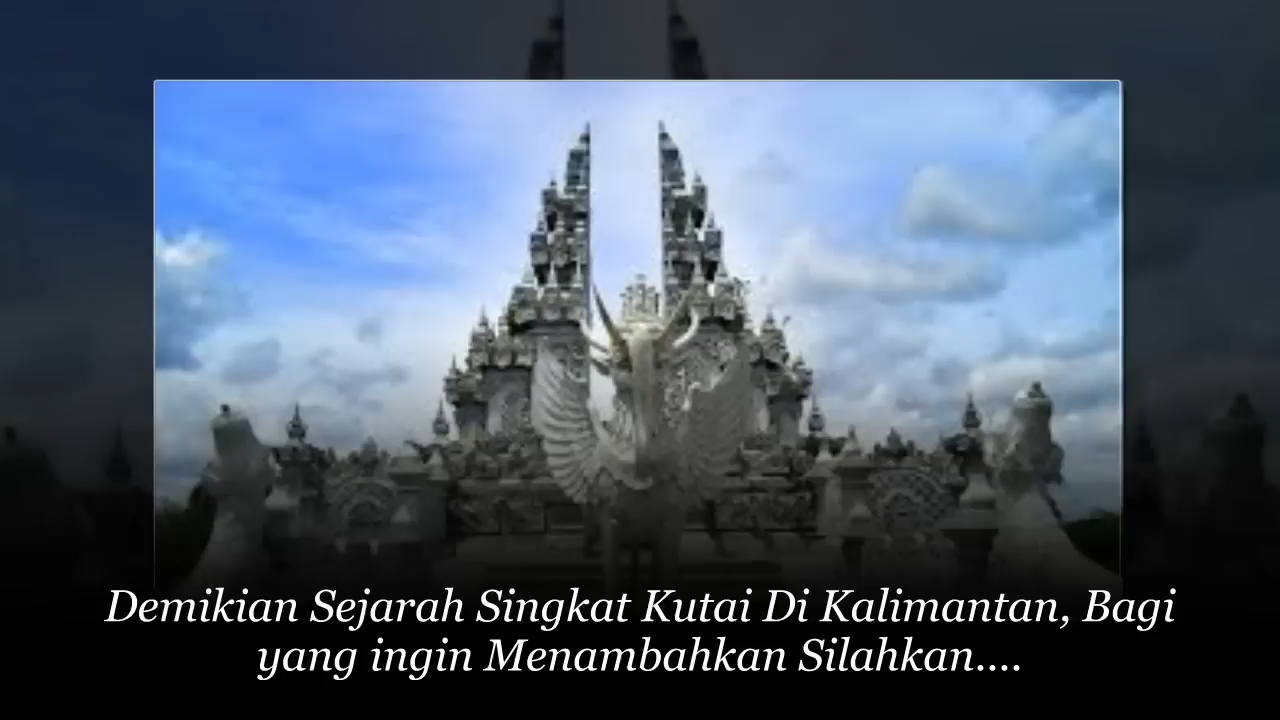 Demikian Sejarah Singkat Kutai Di Kalimantan, Bagi
yang ingin Menambahkan Silahkan....